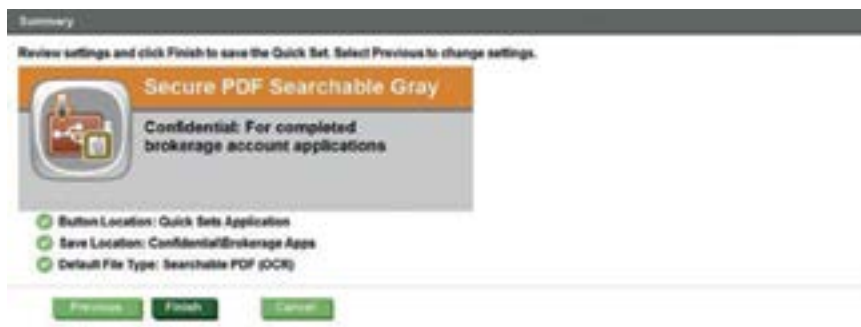 Summary
Review settings and click Finish to save the Quick Set. Select Previous to change settings.
Secure PDF Searchable Gray
Confidential: For completed
brokerage account applications
Button Location: Quick Sets Application
Save Location: Confidential\Brokerage Apps
Default File Type: Searchable PDF (OCR)
Previous
Finish
Cancel